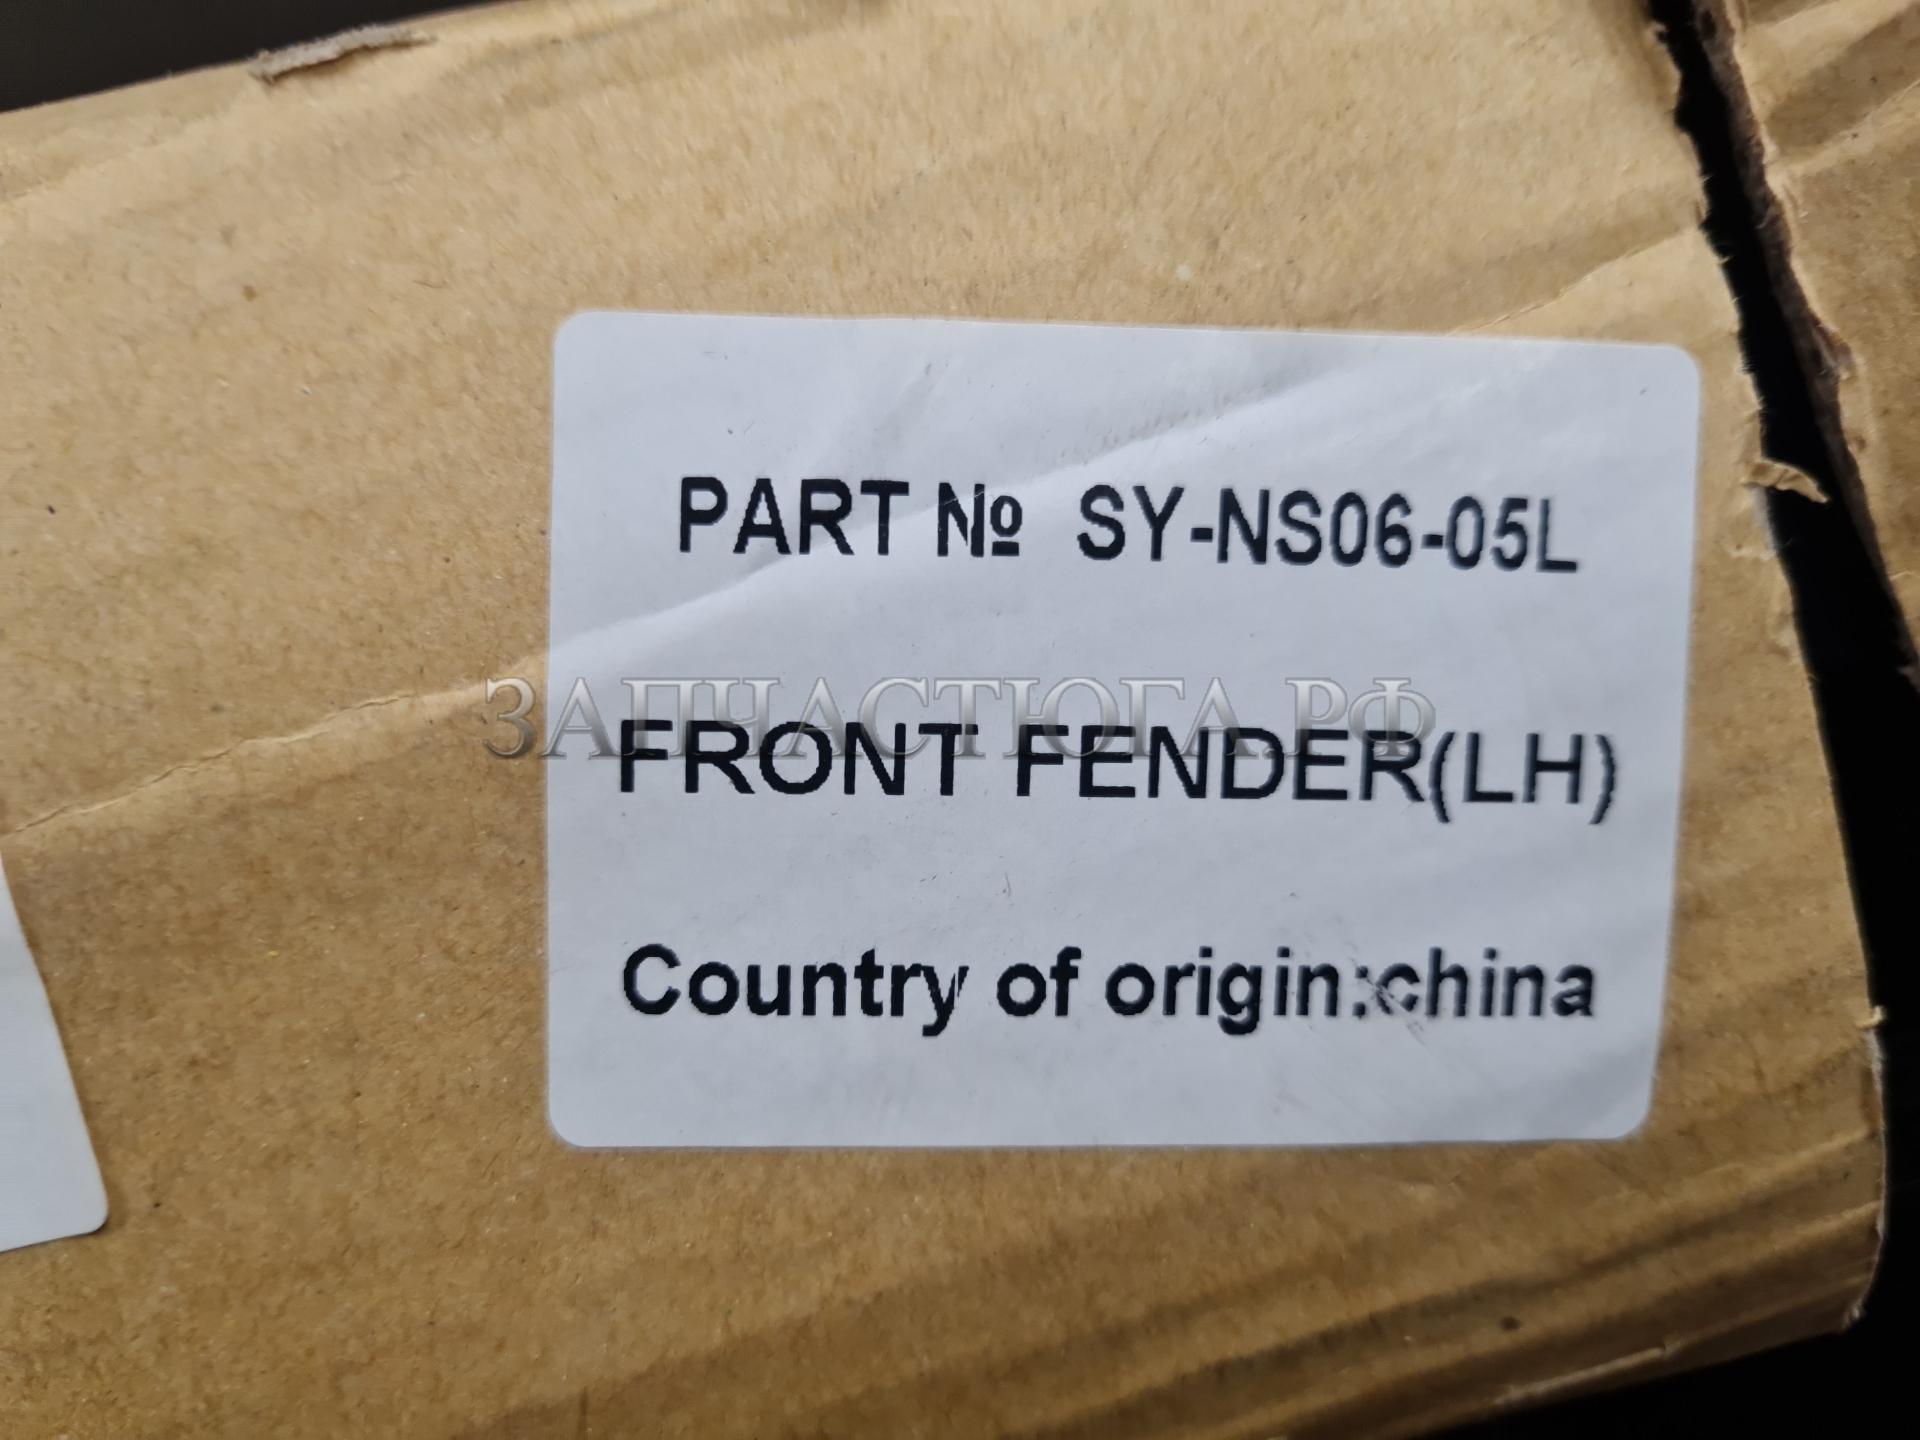 PART № SY-NS06-05L
ЗАПЧАСТЮГА.РФ
FRONT FENDER(LH)
Country of origin:china